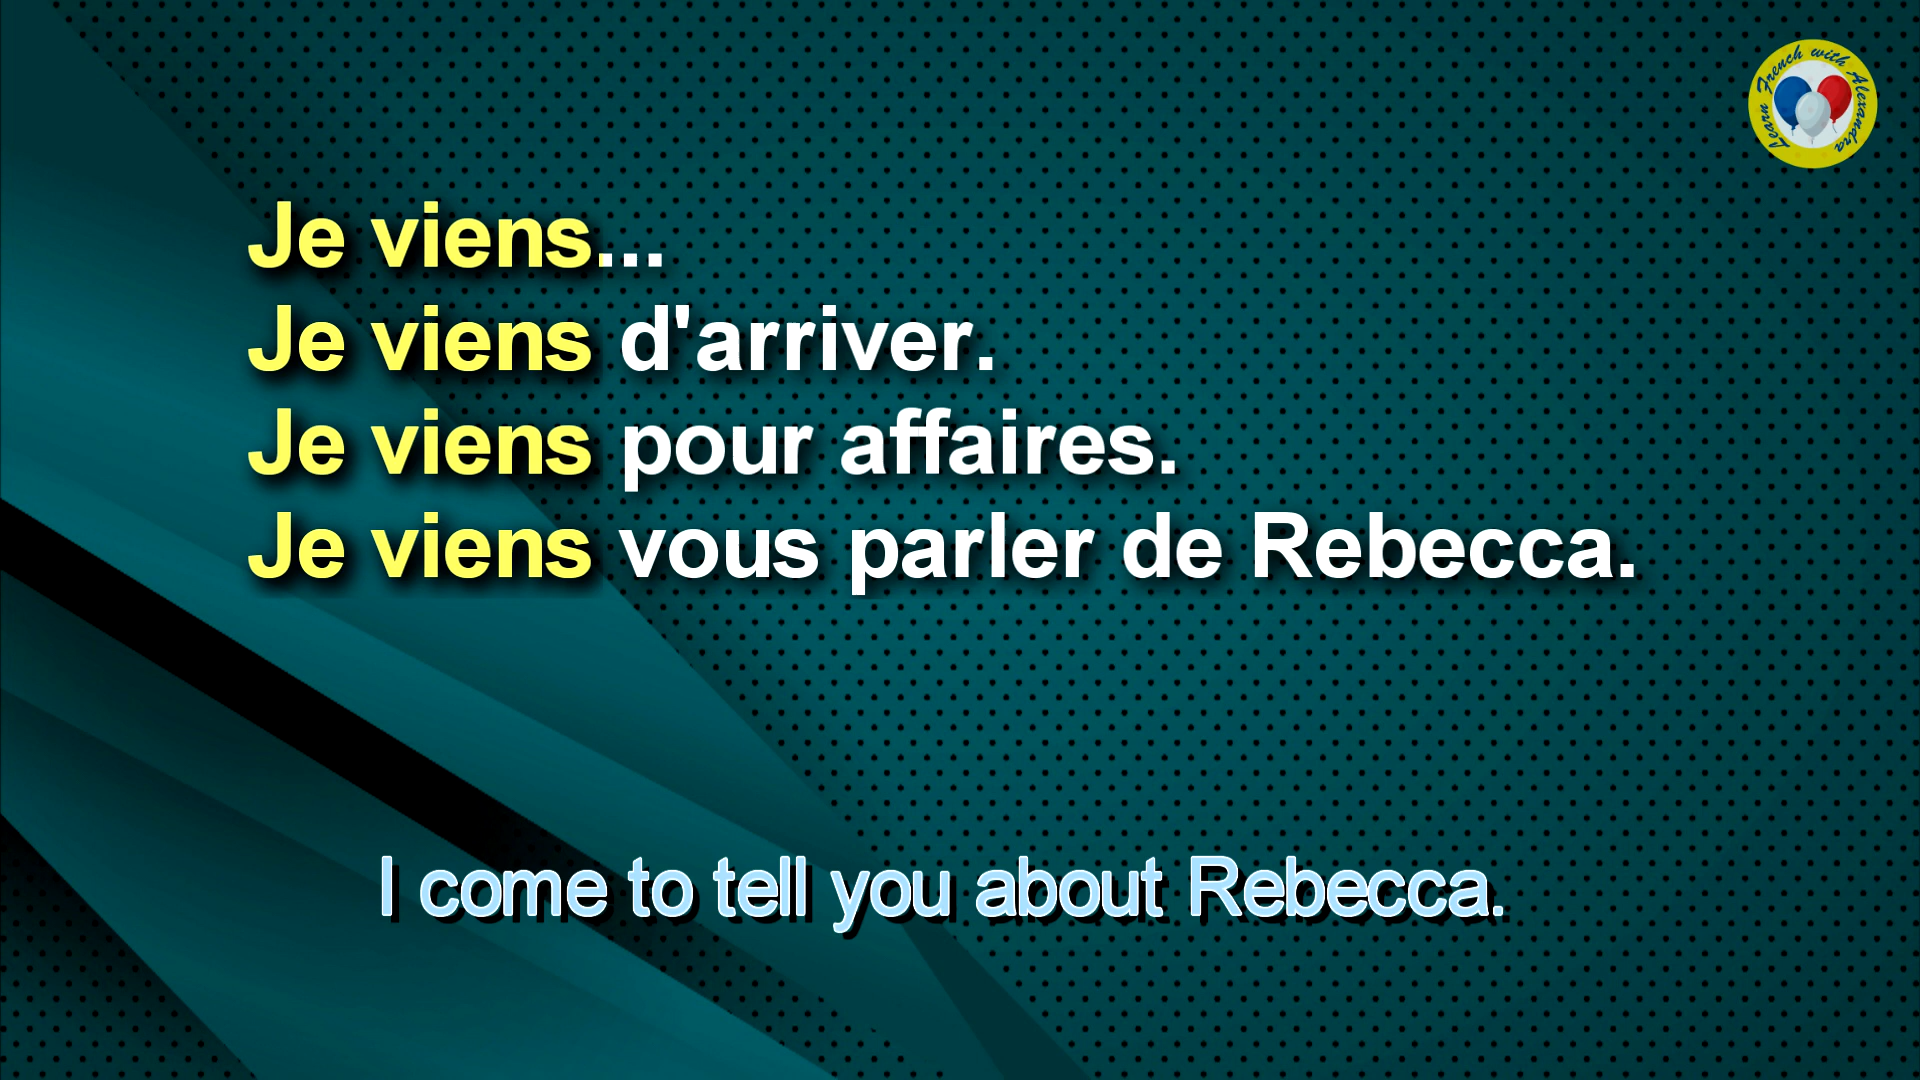 Learn French with Alexandra
Je viens...
Je viens d'arriver.
Je viens pour affaires.
Je viens vous parler de Rebecca.
I come to tell you about Rebecca.